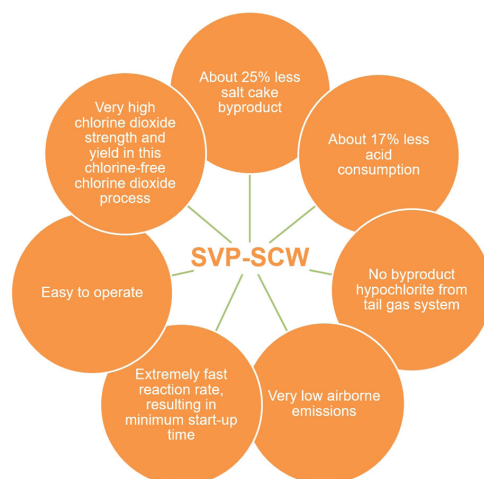 About 25% less
salt cake
byproduct
About 17% less
acid
consumption
No byproduct
hypochlorite from
tail gas system
Very low airborne
emissions
Extremely fast
reaction rate,
resulting in
minimum start-up
time
Easy to operate
Very high
chlorine dioxide
strength and
yield in this
chlorine-free
chlorine dioxide
process
SVP-SCW